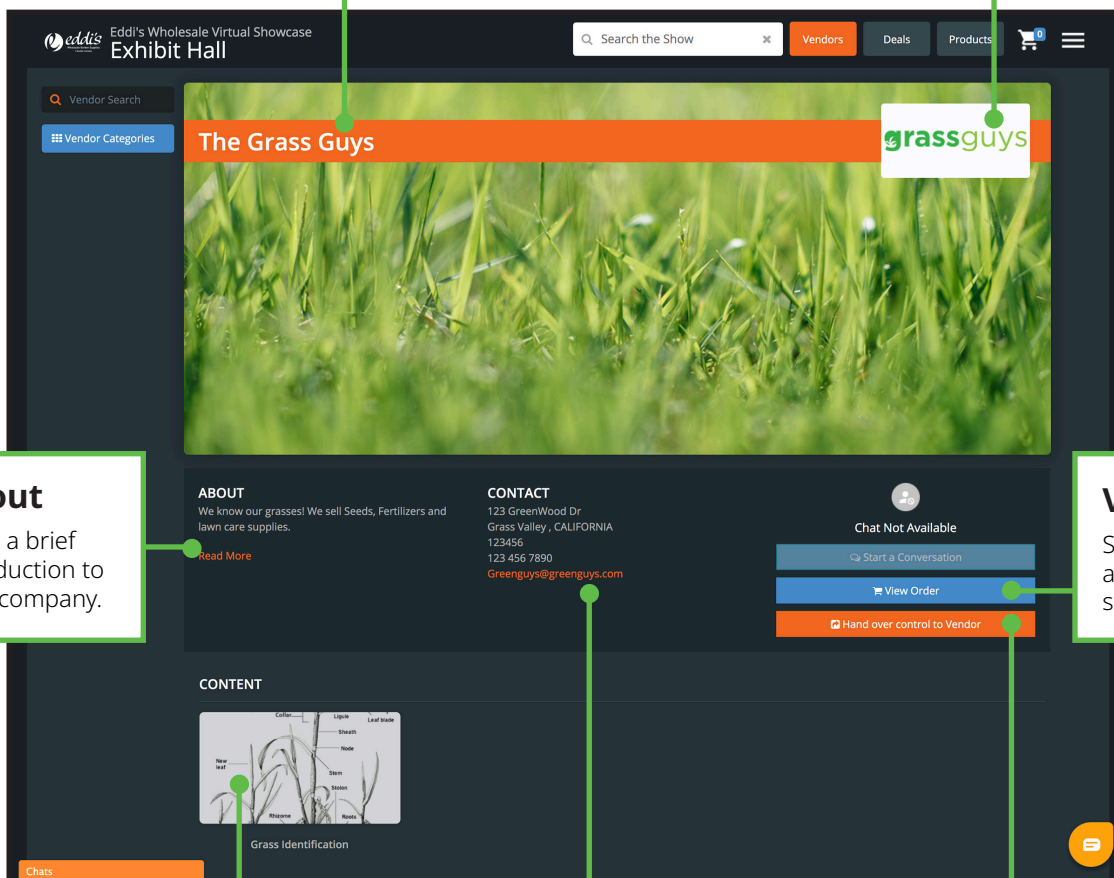 eddi's
Eddi's Wholesale Virtual Showcase
Exhibit Hall
Search the Show
Vendors
Deals
Products
0
Vendor Search
Vendor Categories
The Grass Guys
grassguys
out
a brief
duction to
company.
ABOUT
We know our grasses! We sell Seeds, Fertilizers and
lawn care supplies.
Read More
CONTACT
123 GreenWood Dr
Grass Valley , CALIFORNIA
123456
123 456 7890
Greenguys@greenguys.com
Chat Not Available
Start a Conversation
View Order
Hand over control to Vendor
V
S
a
s
CONTENT
Collar
Ligule
Leaf blade
Sheath
Node
New
leaf
Stem
Stolon
Rhizome
Roots
Grass Identification
Chats